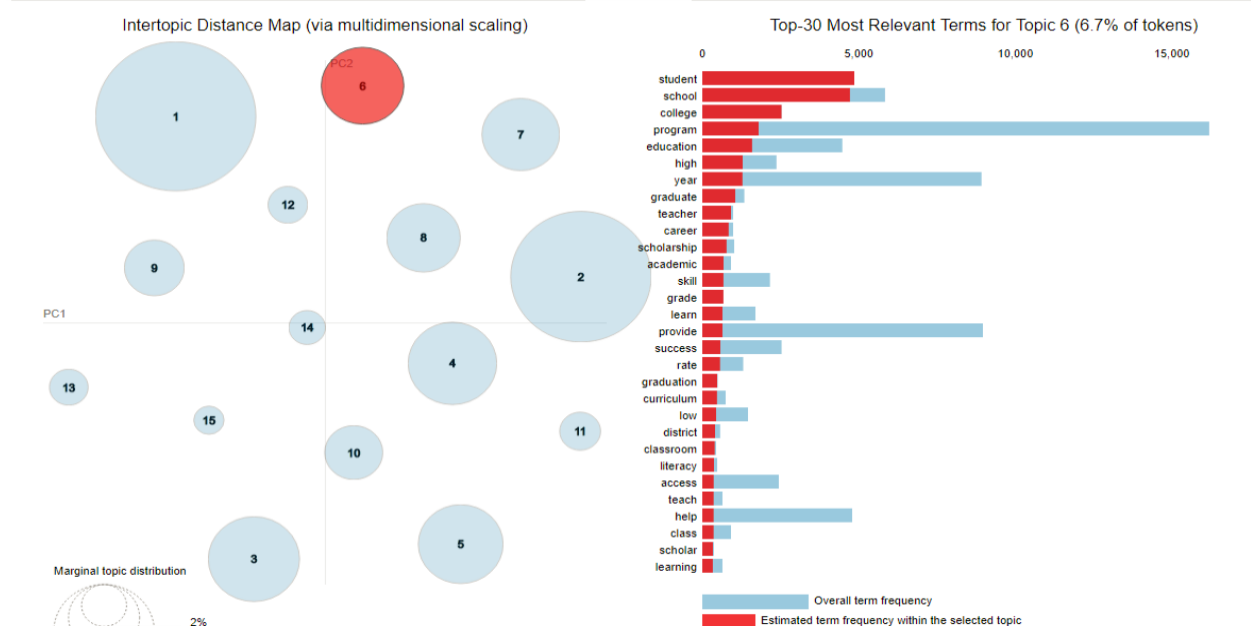 Intertopic Distance Map (via multidimensional scaling)
PC2
6
1
7
12
8
9
2
PC1
14
4
13
15
11
10
3
5
Marginal topic distribution
2%
Top-30 Most Relevant Terms for Topic 6 (6.7% of tokens)
0 5,000 10,000 15,000
student
school
college
program
education
high
year
graduate
teacher
career
scholarship
academic
skill
grade
learn
provide
success
rate
graduation
curriculum
low
district
classroom
literacy
access
teach
help
class
scholar
learning
Overall term frequency
Estimated term frequency within the selected topic